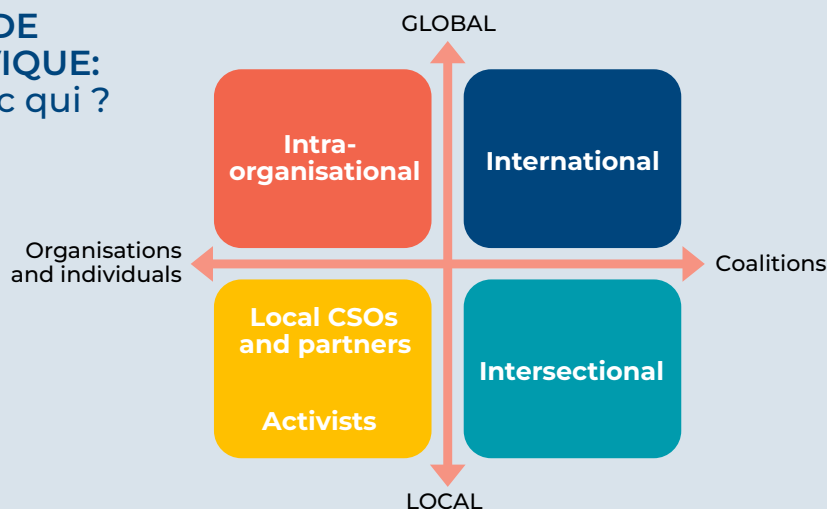 DE
GLOBAL
IQUE:
c qui ?
Intra-
organisational
International
Organisations
and individuals
Coalitions
Local CSOs
and partners
Intersectional
Activists
LOCAL